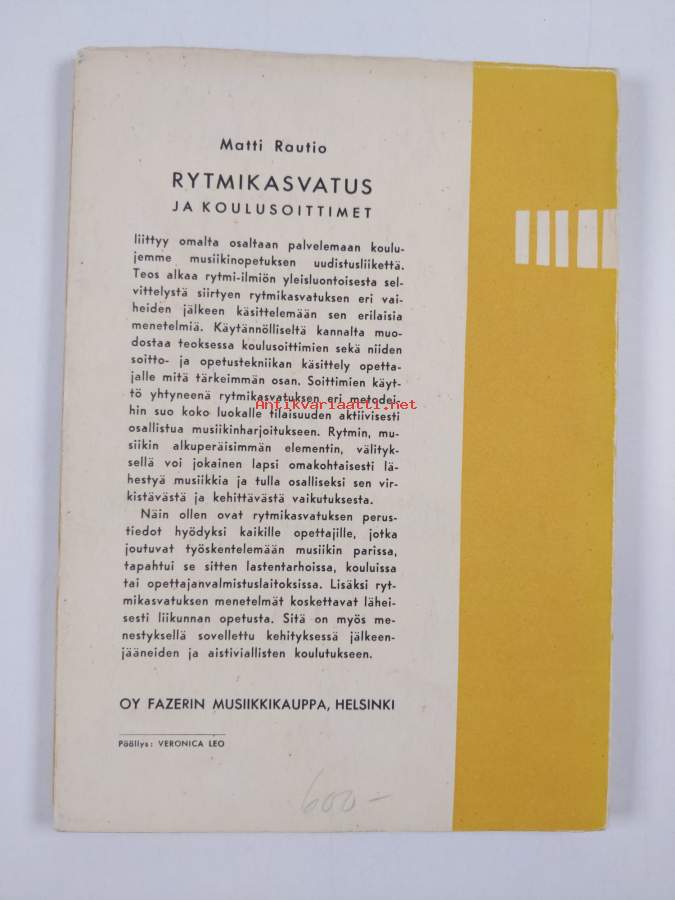 Matti Rautio
RYTMIKASVATUS
JA KOULUSOITTIMET
liittyy omalta osaltaan palvelemaan koulu-
jemme musiikinopetuksen uudistusliikettä.
Teos alkaa rytmi-ilmiön yleisluontoisesta sel-
vittelystä siirtyen rytmikasvatuksen eri vai-
heiden jälkeen käsittelemään sen erilaisia
menetelmiä. Käytännölliseltä kannalta muo-
dostaa teoksessa koulusoittimien sekä niiden
soitto- ja opetustekniikan käsittely opetta-
jalle mitä tärkeimmän osan. Soittimien käyt-
tö yhtyneenä rytmikasvatuksen eri metodei-
Antikvariaatti.net
hin suo koko luokalle tilaisuuden aktiivisesti
osallistua musiikinharjoitukseen. Rytmin, mu-
siikin alkuperäisimmän elementin, välityk-
sellä voi jokainen lapsi omakohtaisesti lä-
hestyä musiikkia ja tulla osalliseksi sen vir-
kistävästä ja kehittävästä vaikutuksesta.
Näin ollen ovat rytmikasvatuksen perus-
tiedot hyödyksi kaikille opettajille, jotka
joutuvat työskentelemään musiikin parissa,
tapahtui se sitten lastentarhoissa, kouluissa
tai opettajanvalmistuslaitoksissa. Lisäksi ryt-
mikasvatuksen menetelmät koskettavat lähei-
sesti liikunnan opetusta. Sitä on myös me-
nestyksellä sovellettu kehityksessä jälkeen-
jääneiden ja aistiviallisten koulutukseen.
OY FAZERIN MUSIIKKIKAUPPA, HELSINKI
Päällys: VERONICA LEO
600-